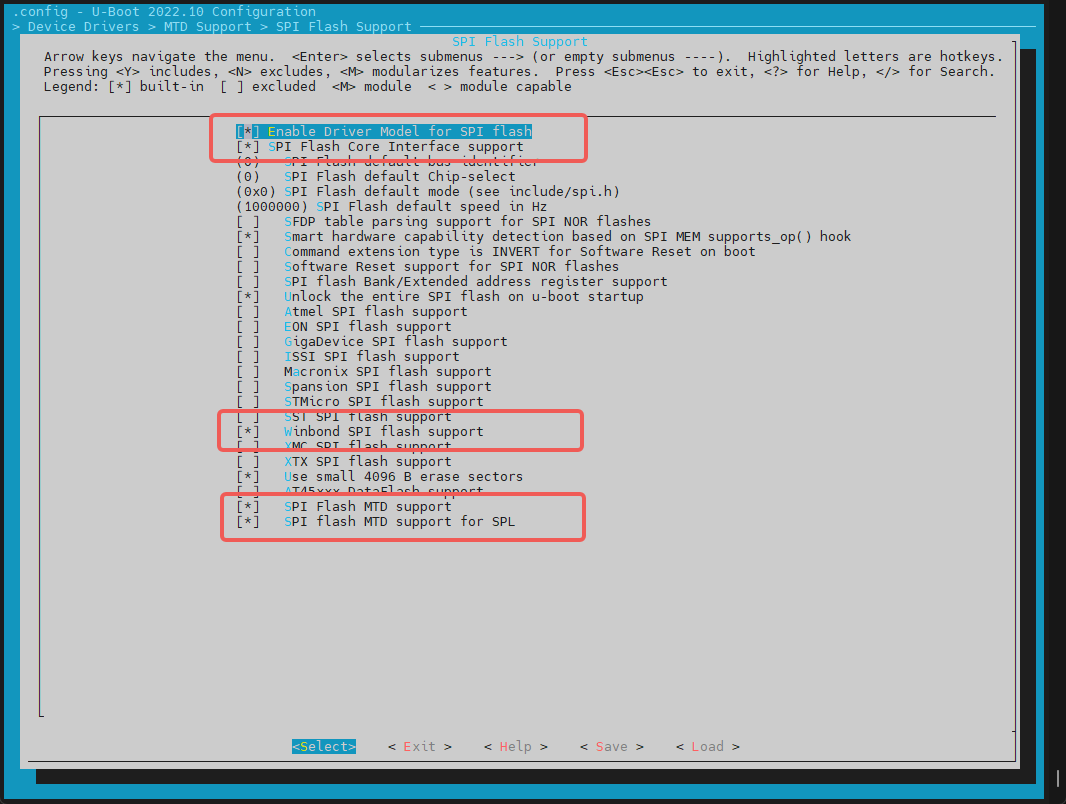 .config - U-Boot 2022.10 Configuration
> Device Drivers > MTD Support > SPI Flash Support
SPI Flash Support
Arrow keys navigate the menu.  <Enter> selects submenus ---> (or empty submenus ----).  Highlighted letters are hotkeys.
Pressing <Y> includes, <N> excludes, <M> modularizes features.  Press <Esc><Esc> to exit, <?> for Help, </> for Search.
Legend: [*] built-in  [ ] excluded  <M> module  < > module capable
[*] Enable Driver Model for SPI flash
[*] SPI Flash Core Interface support
(0)   SPI Flash default bus identifier
(0)   SPI Flash default Chip-select
(0x0) SPI Flash default mode (see include/spi.h)
(1000000) SPI Flash default speed in Hz
[ ]   SFDP table parsing support for SPI NOR flashes
[*]   Smart hardware capability detection based on SPI MEM supports_op() hook
[ ]   Command extension type is INVERT for Software Reset on boot
[ ]   Software Reset support for SPI NOR flashes
[ ]   SPI flash Bank/Extended address register support
[*]   Unlock the entire SPI flash on u-boot startup
[ ]   Atmel SPI flash support
[ ]   EON SPI flash support
[ ]   GigaDevice SPI flash support
[ ]   ISSI SPI flash support
[ ]   Macronix SPI flash support
[ ]   Spansion SPI flash support
[ ]   STMicro SPI flash support
[ ]   SST SPI flash support
[*]   Winbond SPI flash support
[ ]   XMC SPI flash support
[ ]   XTX SPI flash support
[*]   Use small 4096 B erase sectors
[ ]   AT45xxx DataFlash support
[*]   SPI Flash MTD support
[*]   SPI flash MTD support for SPL
<Select>    < Exit >    < Help >    < Save >    < Load >